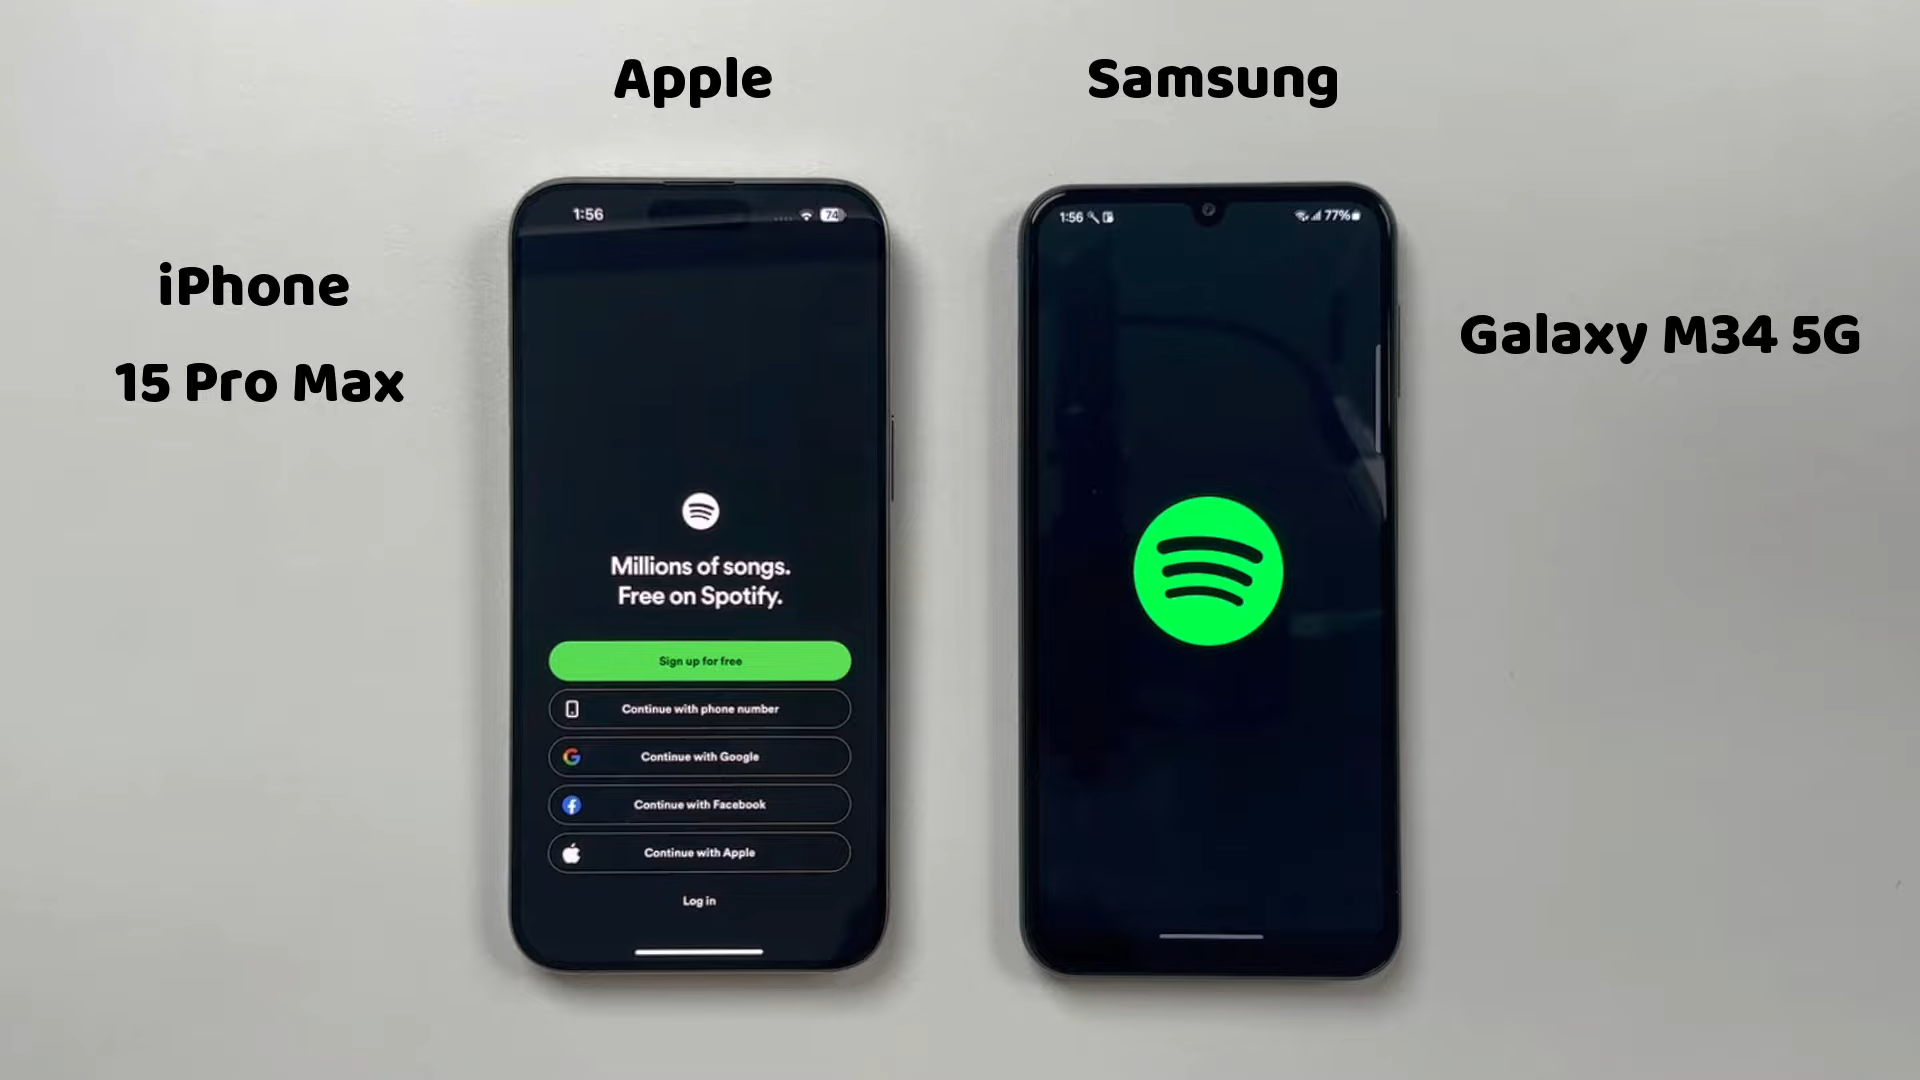 Apple
Samsung
iPhone
15 Pro Max
Galaxy M34 5G
1:56
74
Millions of songs.
Free on Spotify.
Sign up for free
Continue with phone number
Continue with Google
Continue with Facebook
Continue with Apple
Log in
1:56
77%